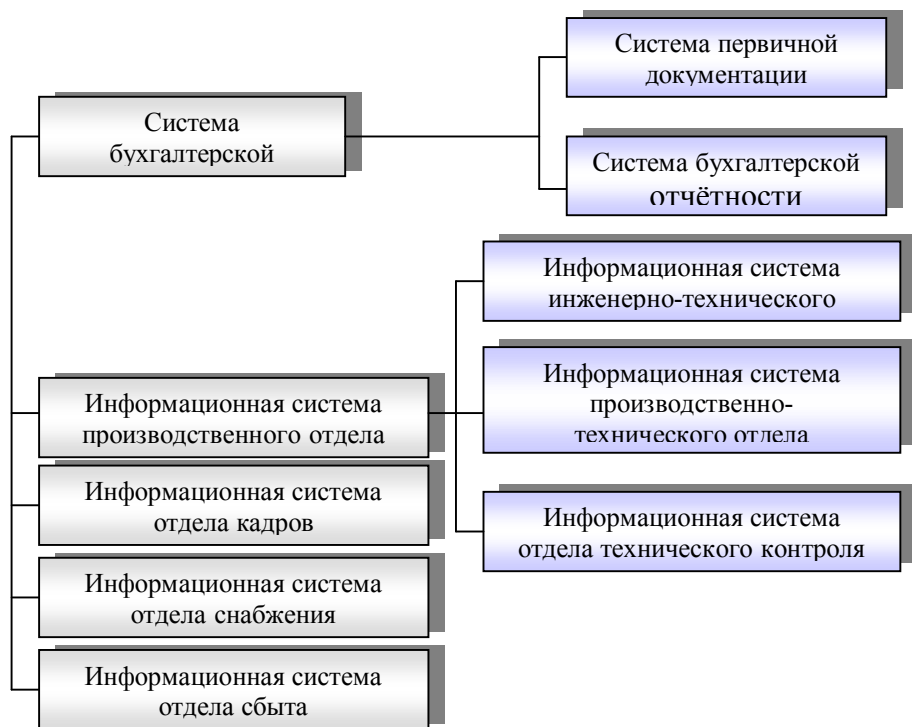 Система первичной
документации
Система
бухгалтерской
Система бухгалтерской
отчётности
Информационная система
инженерно-технического
Информационная система
производственного отдела
Информационная система
производственно-
технического отдела
Информационная система
отдела кадров
Информационная система
отдела технического контроля
Информационная система
отдела снабжения
Информационная система
отдела сбыта